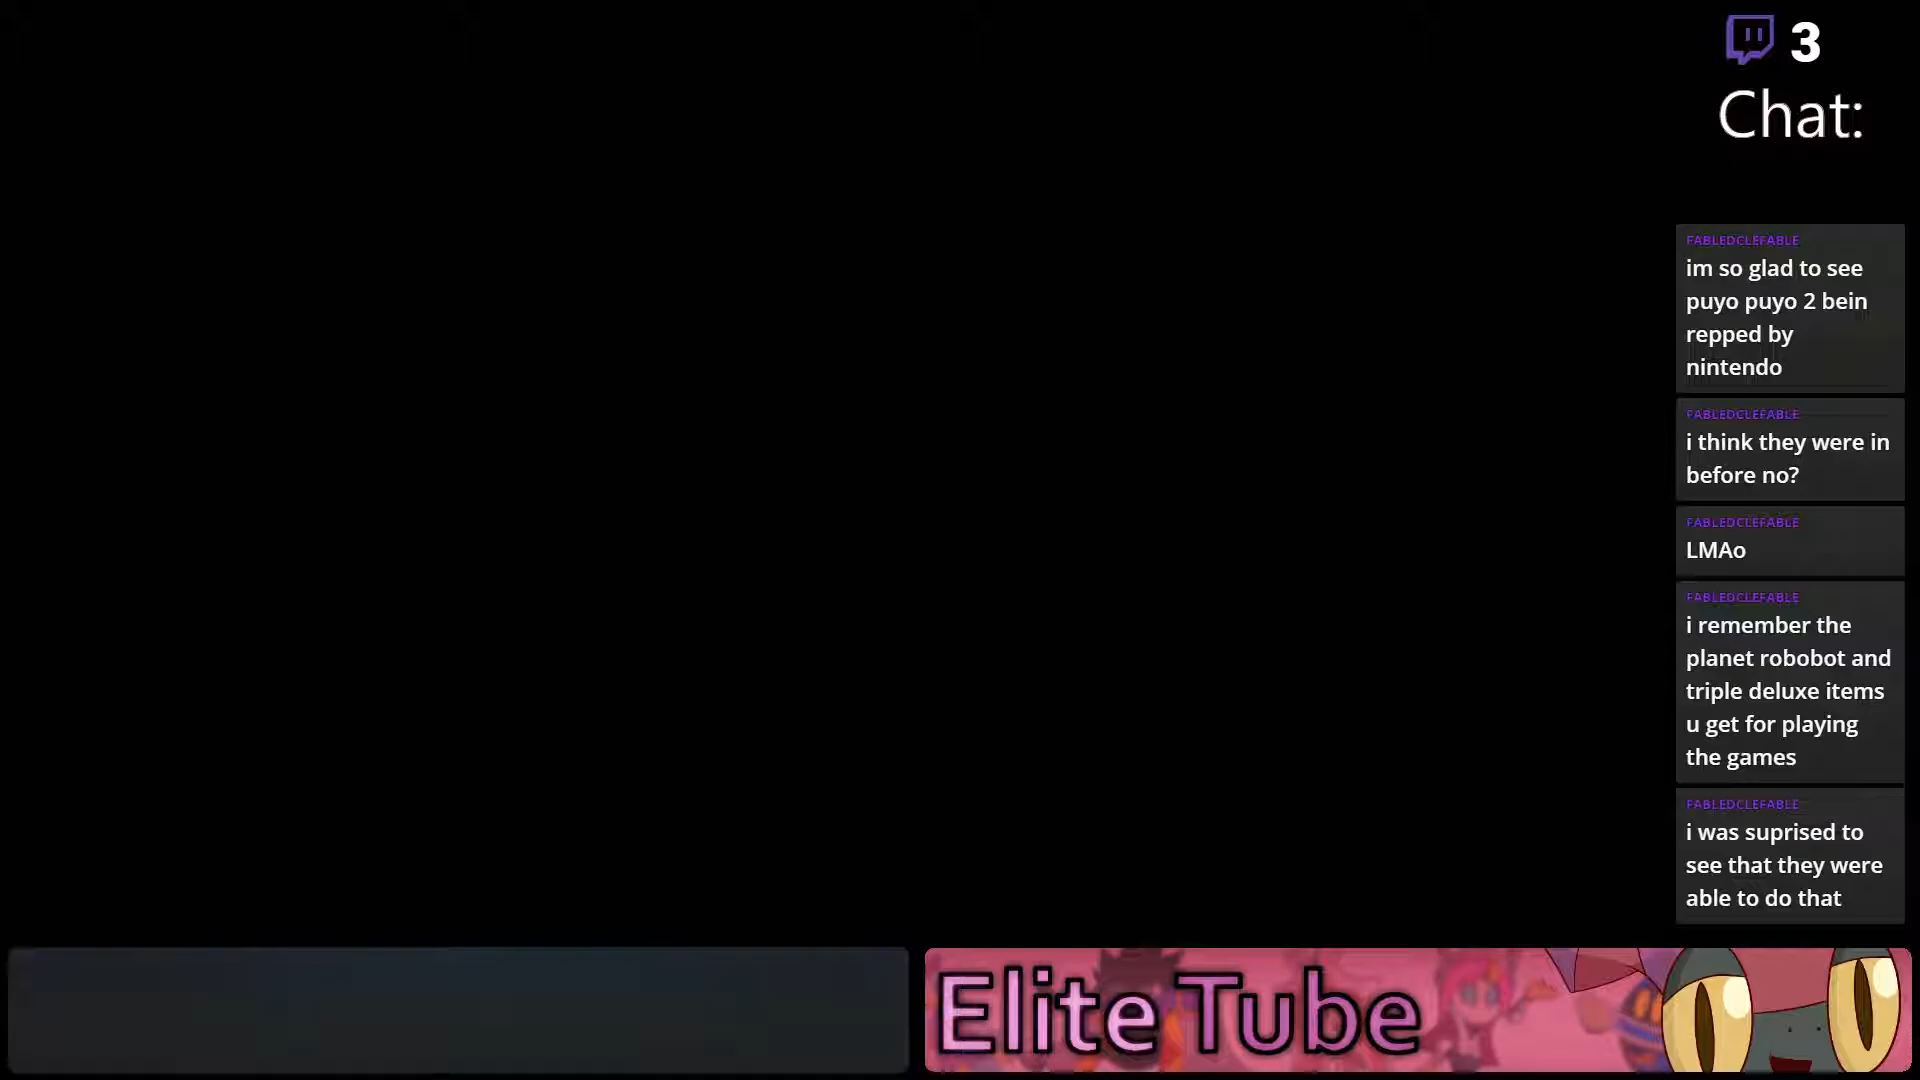 3
Chat:
FABLEDCLEFABLE
im so glad to see
puyo puyo 2 bein
repped by
nintendo
FABLEDCLEFABLE
i think they were in
before no?
FABLEDCLEFABLE
LMAo
FABLEDCLEFABLE
i remember the
planet robobot and
triple deluxe items
u get for playing
the games
FABLEDCLEFABLE
i was suprised to
see that they were
able to do that
Elite Tube